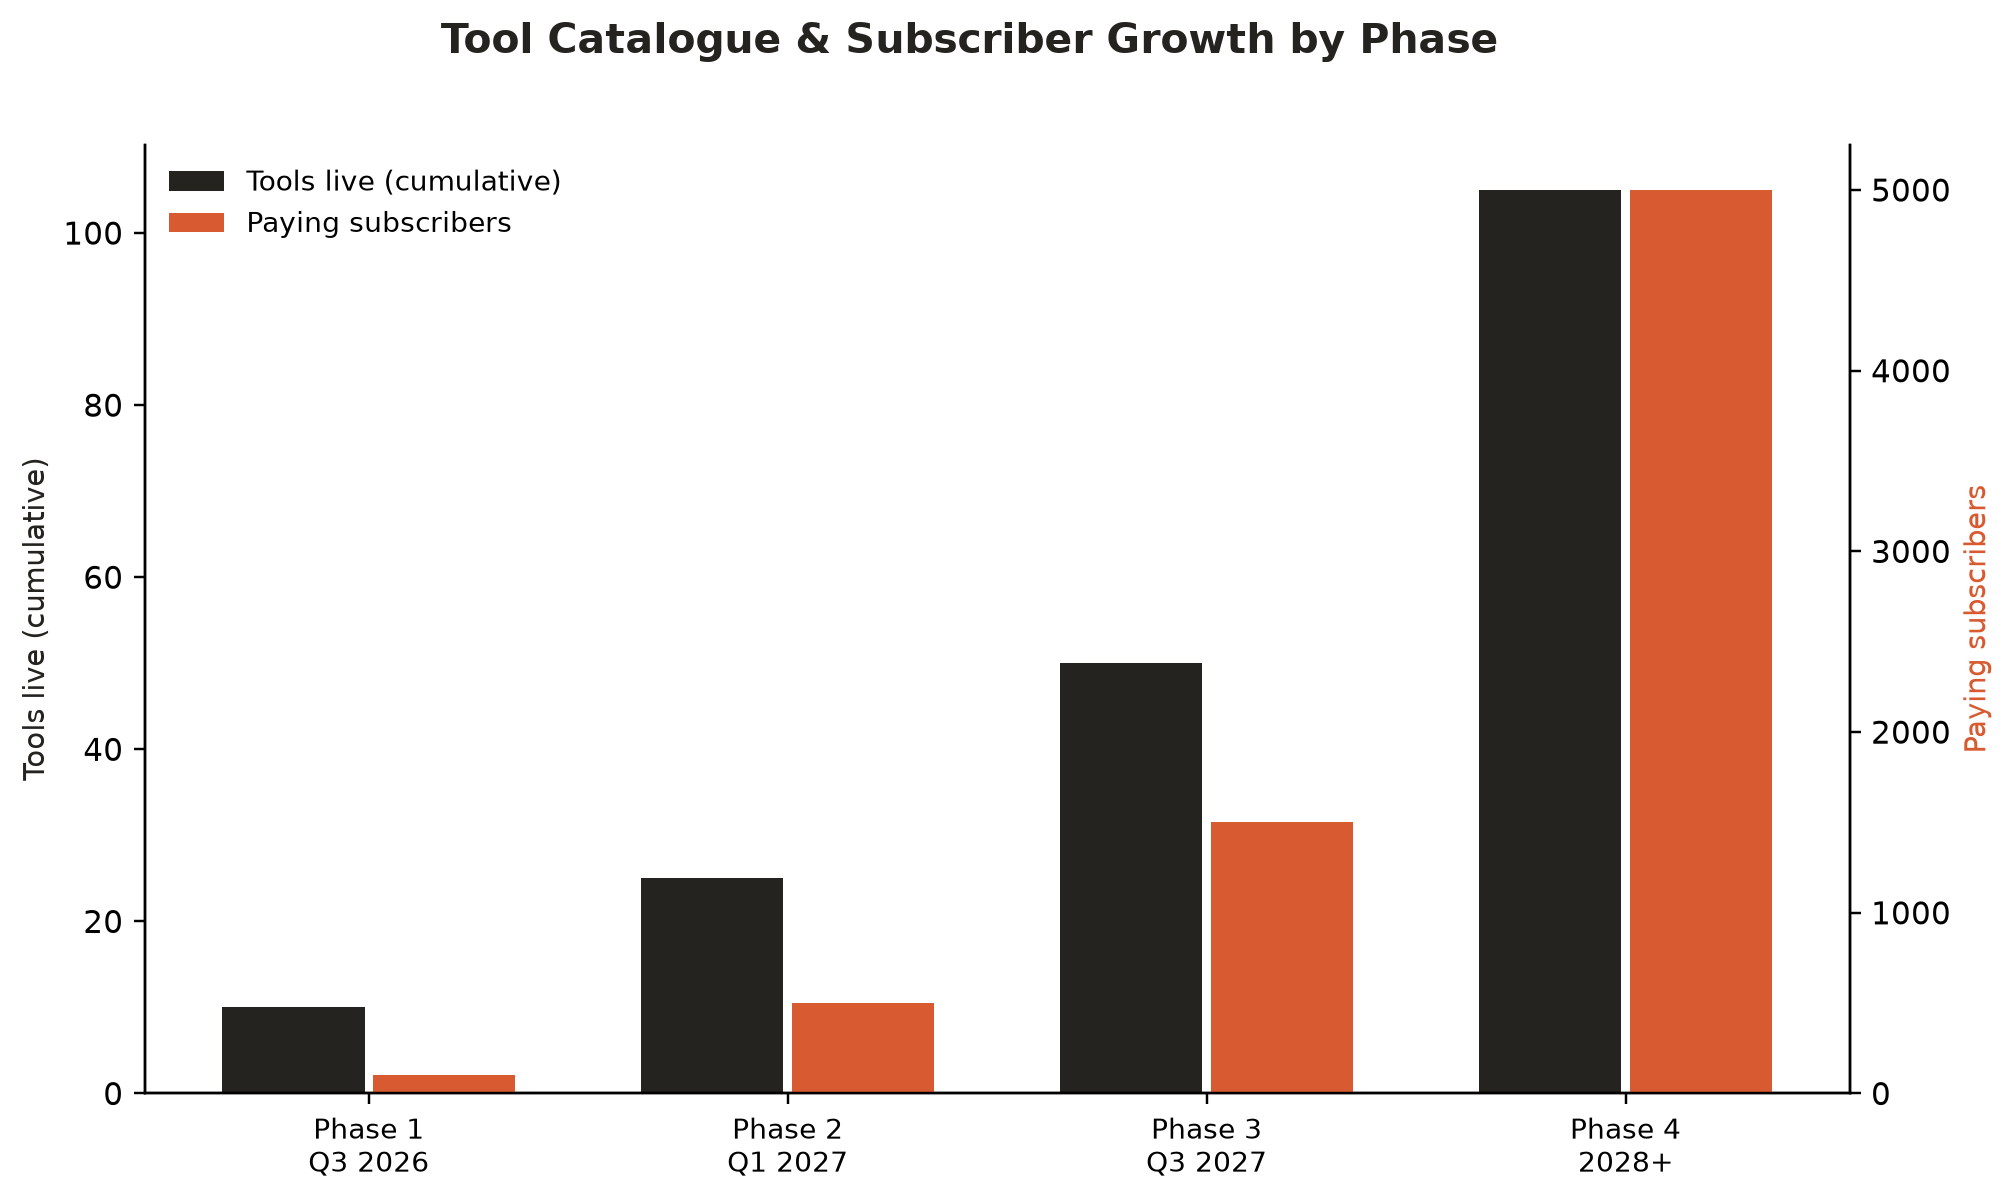 Tool Catalogue & Subscriber Growth by Phase
Tools live (cumulative)
Paying subscribers
100
80
60
40
20
0
Tools live (cumulative)
5000
4000
3000
2000
1000
0
Paying subscribers
Phase 1
Q3 2026
Phase 2
Q1 2027
Phase 3
Q3 2027
Phase 4
2028+